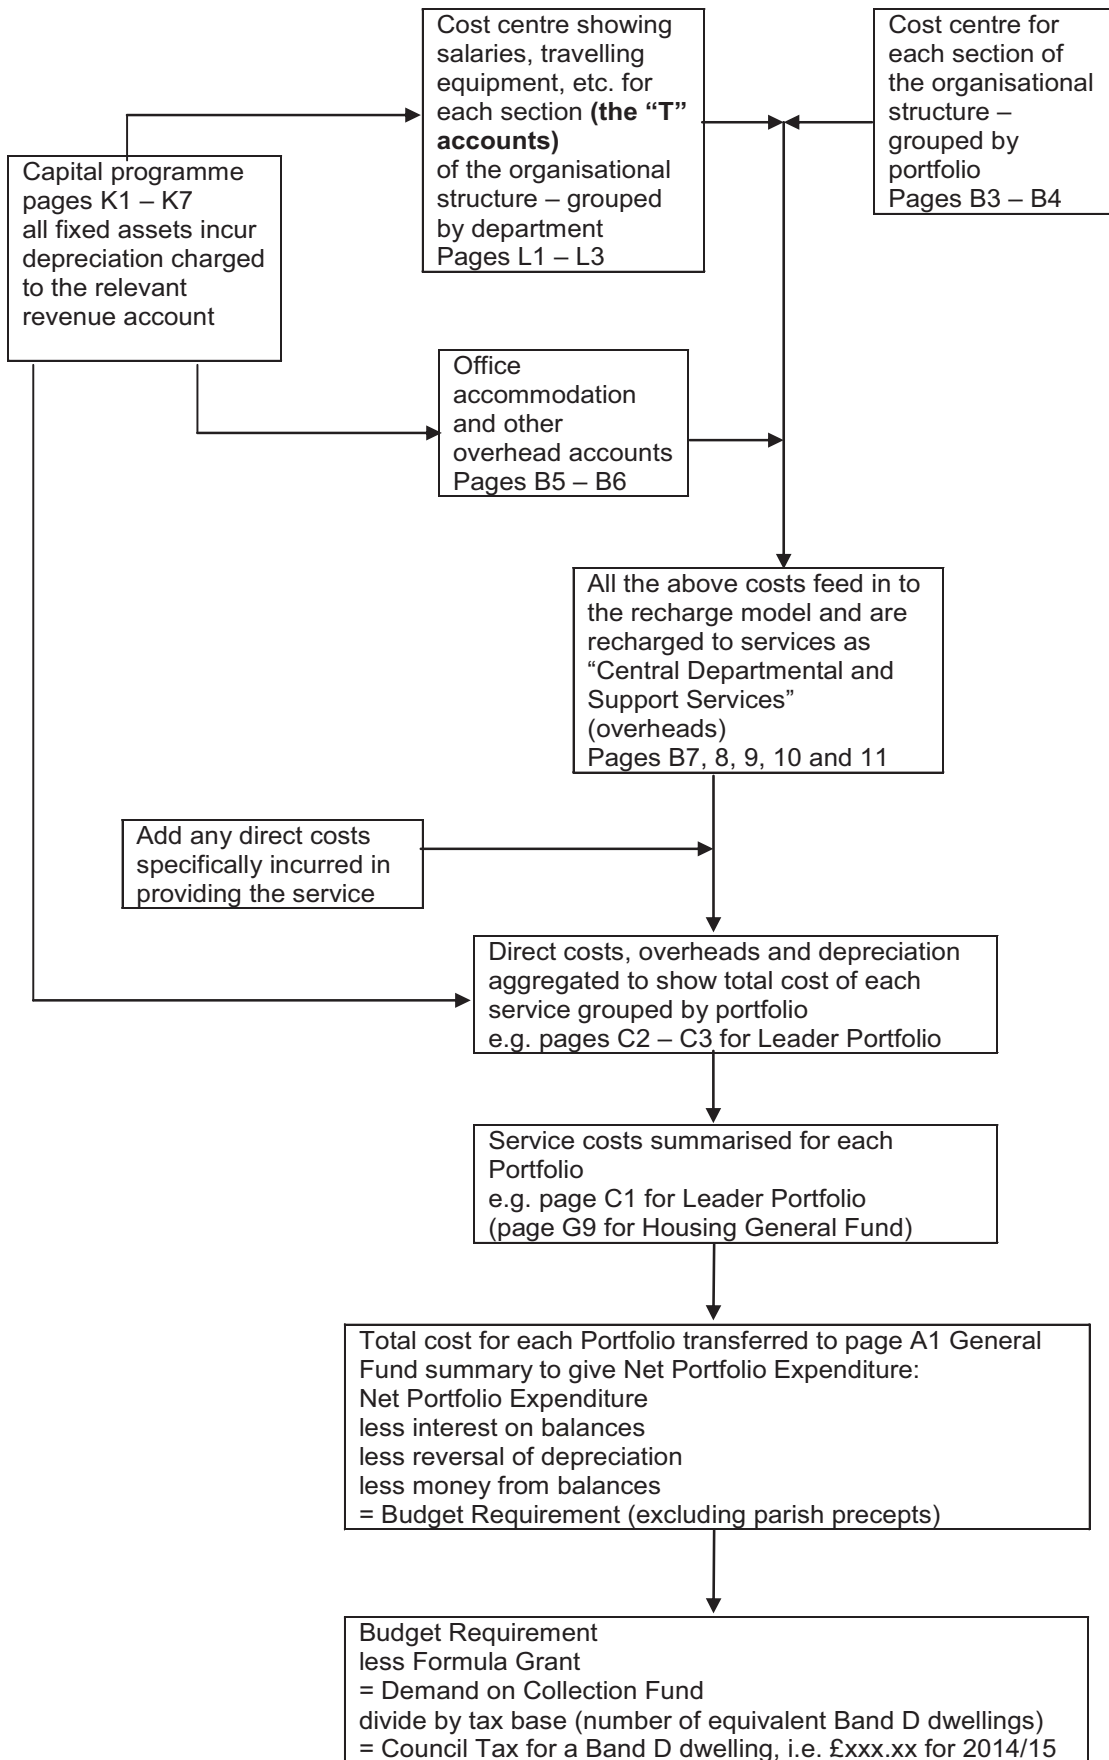 Cost centre showing
salaries, travelling
equipment, etc. for
each section (the “T”
accounts)
of the organisational
structure – grouped
by department
Pages L1 – L3
Cost centre for
each section of
the organisational
structure –
grouped by
portfolio
Pages B3 – B4
Capital programme
pages K1 – K7
all fixed assets incur
depreciation charged
to the relevant
revenue account
Office
accommodation
and other
overhead accounts
Pages B5 – B6
All the above costs feed in to
the recharge model and are
recharged to services as
“Central Departmental and
Support Services”
(overheads)
Pages B7, 8, 9, 10 and 11
Add any direct costs
specifically incurred in
providing the service
Direct costs, overheads and depreciation
aggregated to show total cost of each
service grouped by portfolio
e.g. pages C2 – C3 for Leader Portfolio
Service costs summarised for each
Portfolio
e.g. page C1 for Leader Portfolio
(page G9 for Housing General Fund)
Total cost for each Portfolio transferred to page A1 General
Fund summary to give Net Portfolio Expenditure:
Net Portfolio Expenditure
less interest on balances
less reversal of depreciation
less money from balances
= Budget Requirement (excluding parish precepts)
Budget Requirement
less Formula Grant
= Demand on Collection Fund
divide by tax base (number of equivalent Band D dwellings)
= Council Tax for a Band D dwelling, i.e. £xxx.xx for 2014/15